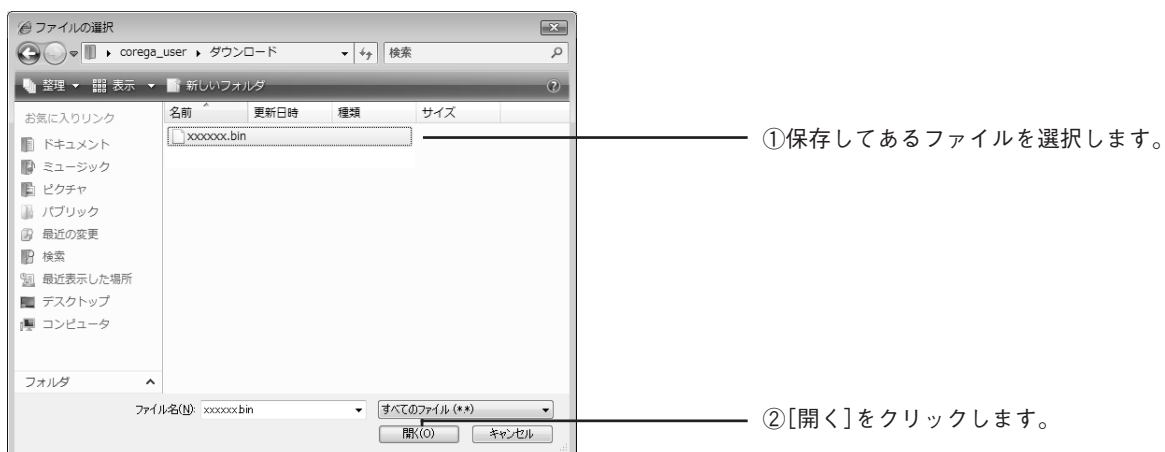 ファイルの選択
corega_user ダウンロード 検索
整理 表示 新しいフォルダ
お気に入りリンク 名前 更新日時 種類 サイズ
xxxxxx.bin
①保存してあるファイルを選択します。
ドキュメント
ミュージック
ピクチャ
パブリック
最近の変更
検索
最近表示した場所
デスクトップ
コンピュータ
フォルダ
ファイル名(N): xxxxxx.bin すべてのファイル (*.*)
開く(O) キャンセル
②[開く]をクリックします。